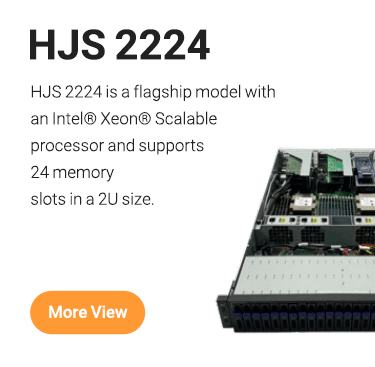 HJS 2224
HJS 2224 is a flagship model with
an Intel® Xeon® Scalable
processor and supports
24 memory
slots in a 2U size.
More View